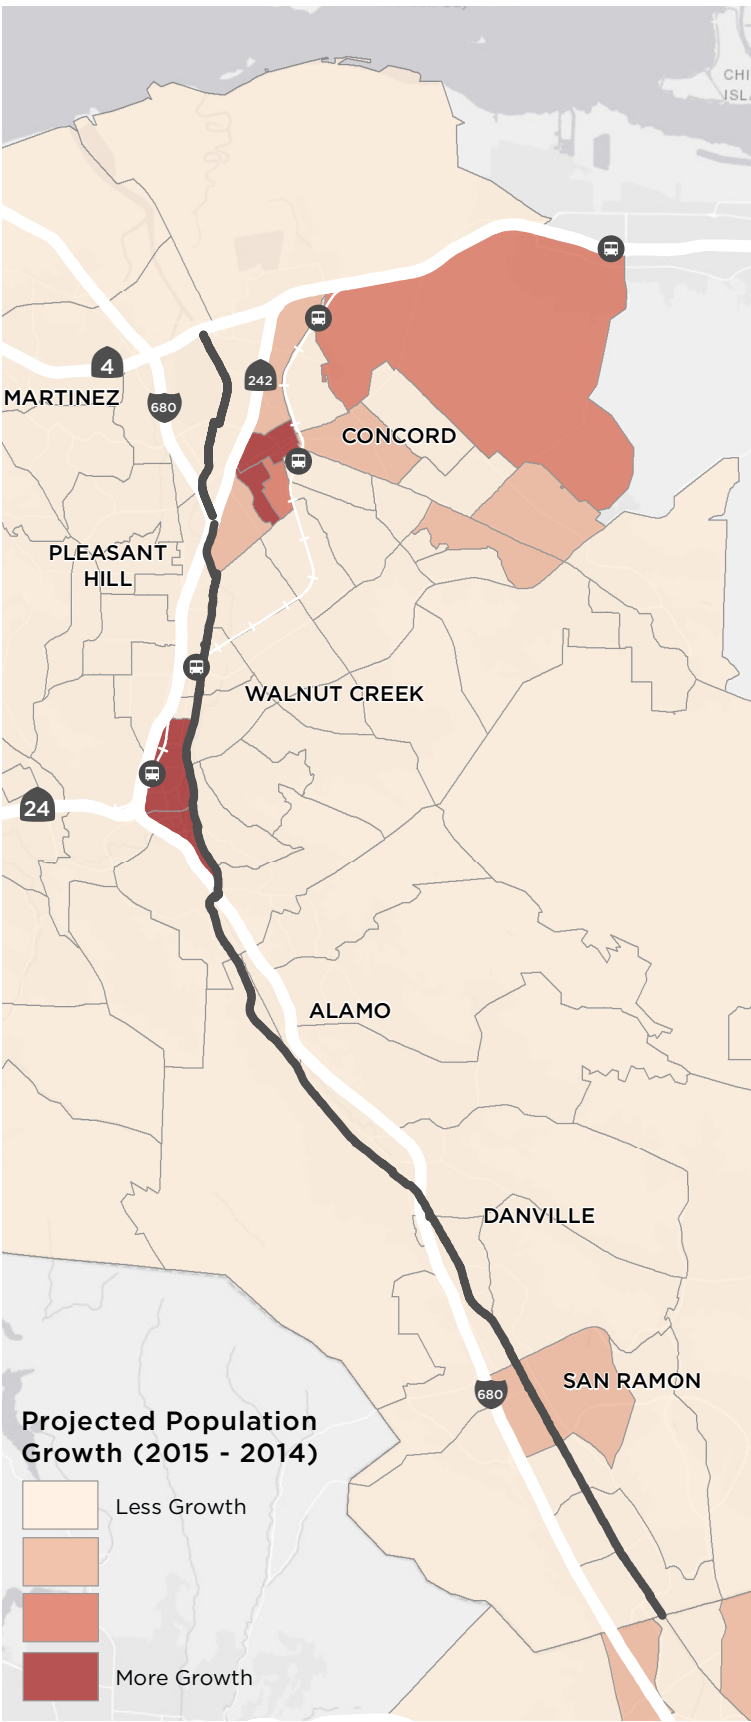 CHI
ISL
4
242
MARTINEZ
680
CONCORD
PLEASANT
HILL
WALNUT CREEK
24
ALAMO
DANVILLE
SAN RAMON
680
Projected Population
Growth (2015 - 2014)
Less Growth
More Growth